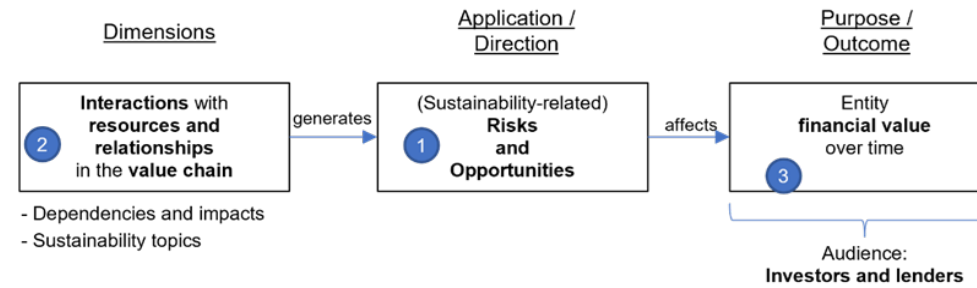 Dimensions
Application /
Direction
Purpose /
Outcome
Interactions with
resources and
relationships
in the value chain
2
generates
(Sustainability-related)
Risks
and
Opportunities
1
affects
Entity
financial value
over time
3
- Dependencies and impacts
- Sustainability topics
Audience:
Investors and lenders